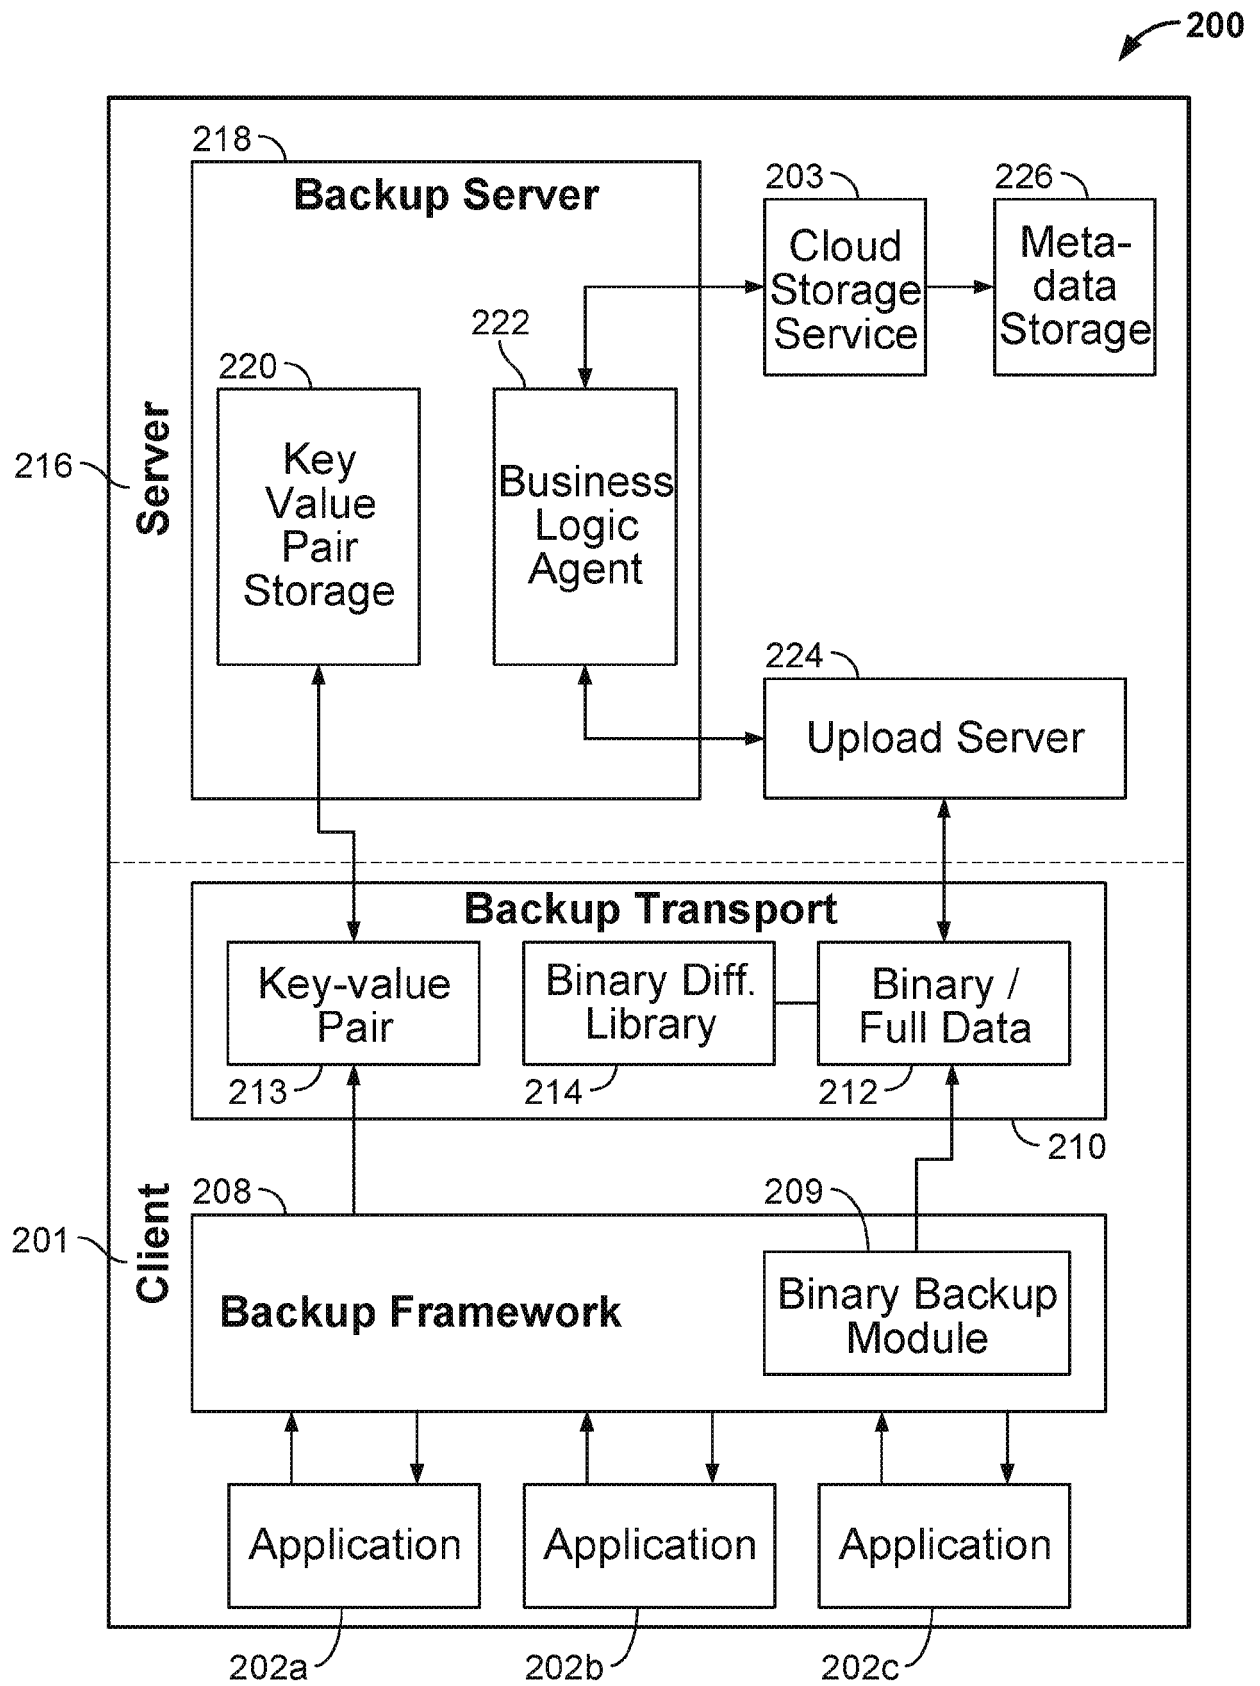 200
218
Backup Server
203
Cloud
Storage
Service
226
Meta-
data
Storage
222
Business
Logic
Agent
220
Key
Value
Pair
Storage
216
Server
224
Upload Server
Backup Transport
Key-value
Pair
213
Binary Diff.
Library
214
Binary /
Full Data
212
210
208
209
201
Client
Backup Framework
Binary Backup
Module
Application
Application
Application
202a
202b
202c